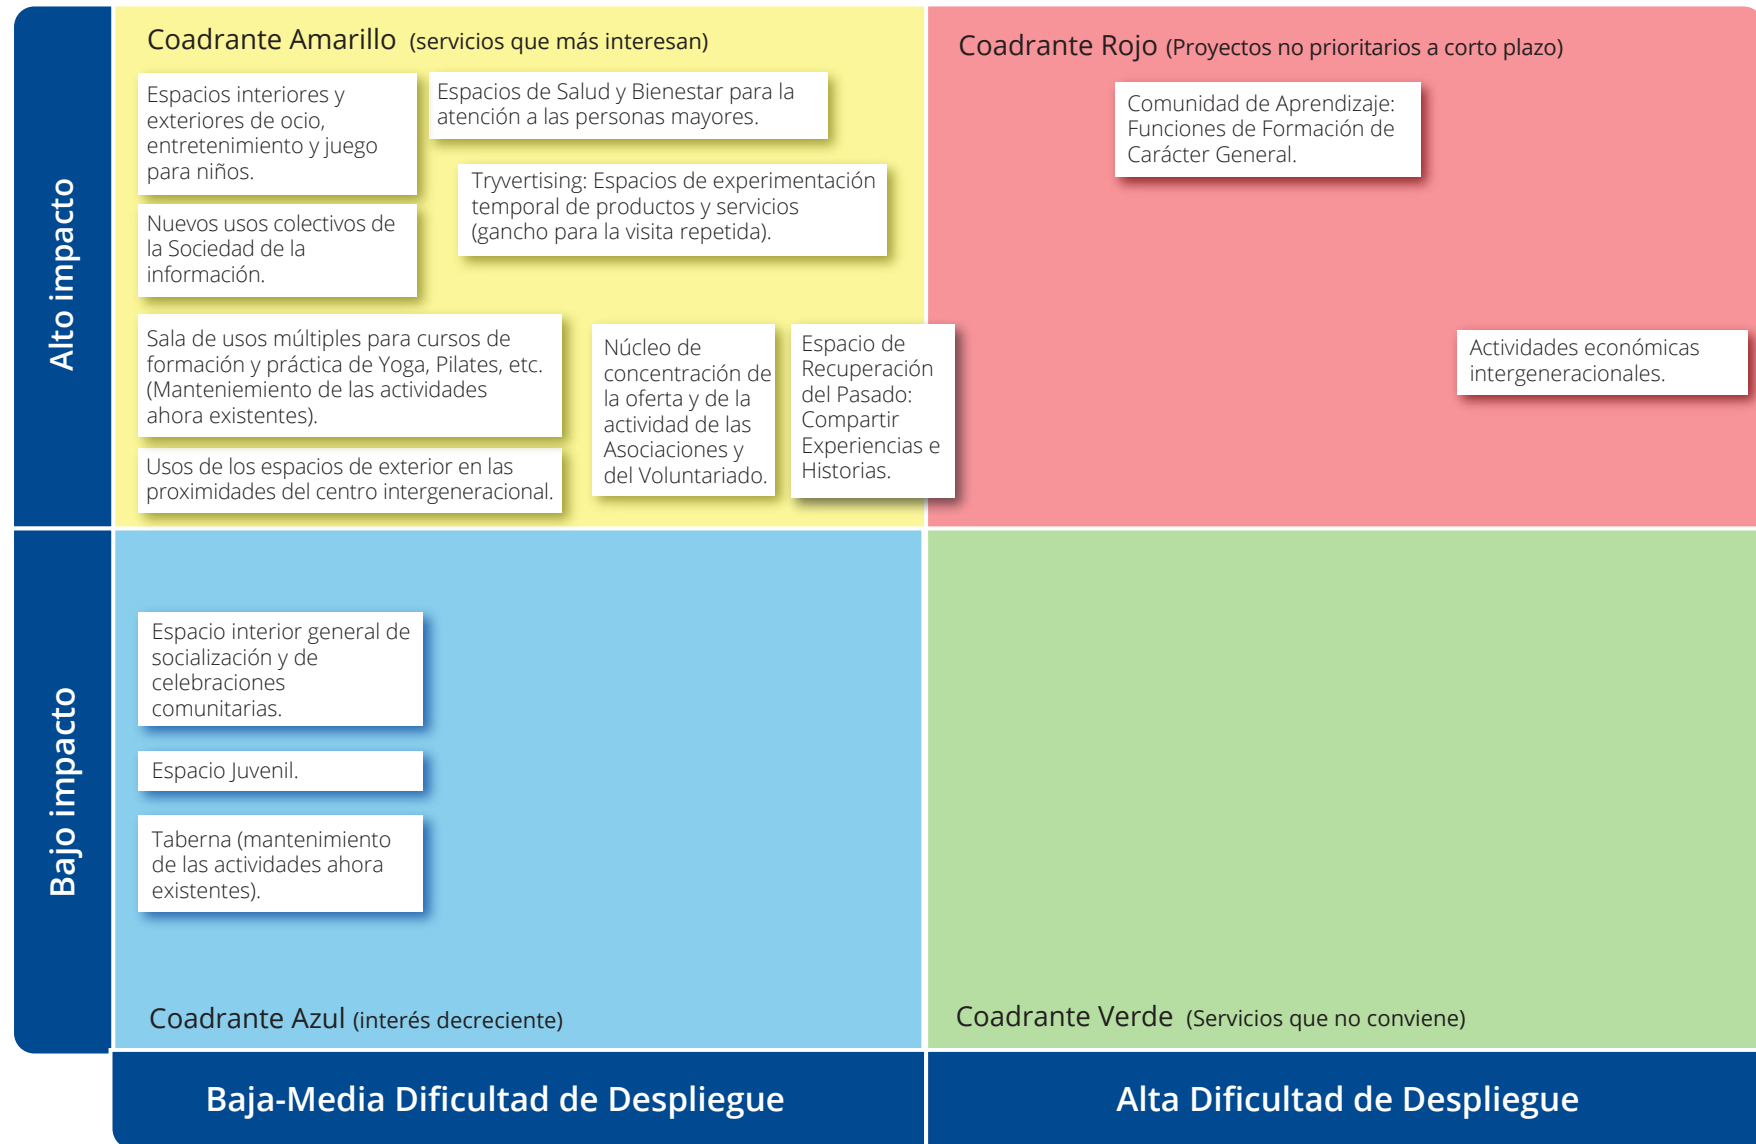 Alto impacto
Coadrante Amarillo (servicios que más interesan)
Espacios interiores y
exteriores de ocio,
entretenimiento y juego
para niños.
Espacios de Salud y Bienestar para la
atención a las personas mayores.
Tryvertising: Espacios de experimentación
temporal de productos y servicios
(gancho para la visita repetida).
Nuevos usos colectivos de
la Sociedad de la
información.
Sala de usos múltiples para cursos de
formación y práctica de Yoga, Pilates, etc.
(Manteniemiento de las actividades
ahora existentes).
Núcleo de
concentración de
la oferta y de la
actividad de las
Asociaciones y
del Voluntariado.
Espacio de
Recuperación
del Pasado:
Compartir
Experiencias e
Historias.
Usos de los espacios de exterior en las
proximidades del centro intergeneracional.
Coadrante Rojo (Proyectos no prioritarios a corto plazo)
Comunidad de Aprendizaje:
Funciones de Formación de
Carácter General.
Actividades económicas
intergeneracionales.
Bajo impacto
Espacio interior general de
socialización y de
celebraciones
comunitarias.
Espacio Juvenil.
Taberna (mantenimiento
de las actividades ahora
existentes).
Coadrante Azul (interés decreciente)
Coadrante Verde (Servicios que no conviene)
Baja-Media Dificultad de Despliegue
Alta Dificultad de Despliegue